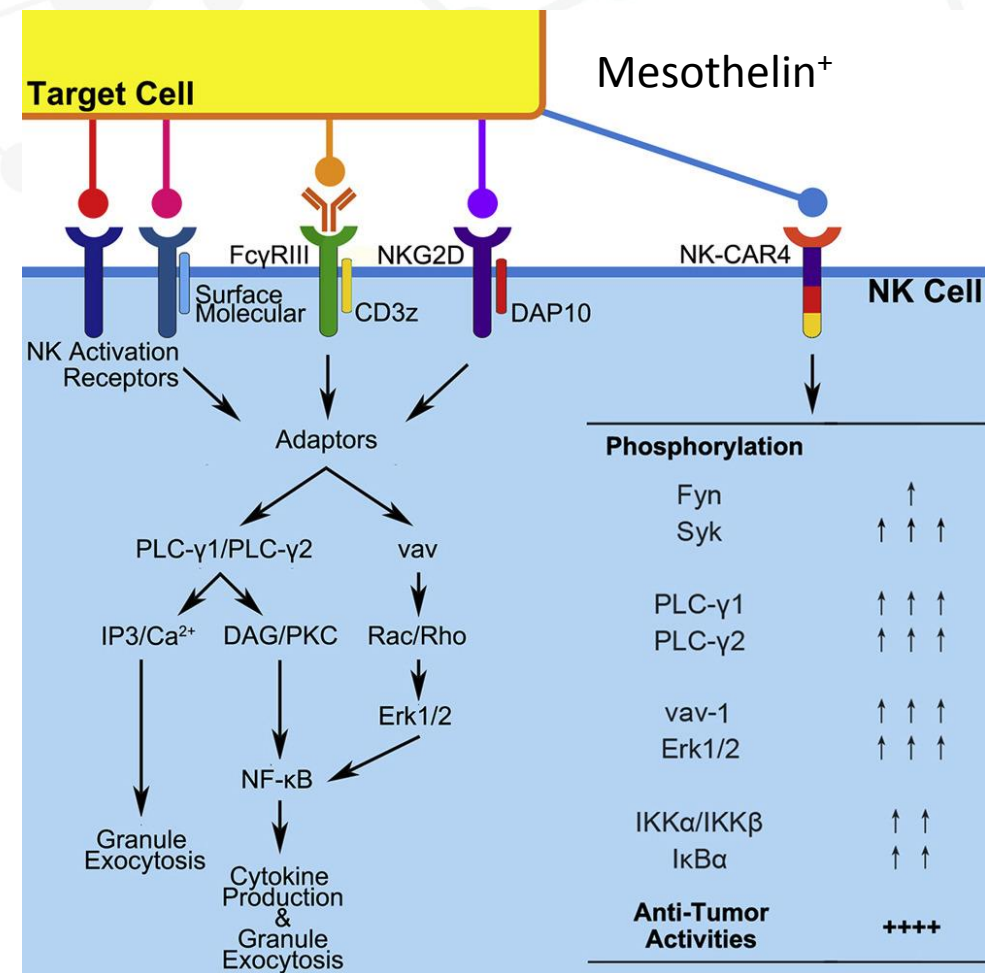 Mesothelin⁺
Target Cell
FcγRIII
NKG2D
NK-CAR4
NK Cell
Surface
Molecular
CD3z
DAP10
NK Activation
Receptors
Adaptors
PLC-γ1/PLC-γ2
vav
IP3/Ca²⁺
DAG/PKC
Rac/Rho
Erk1/2
NF-κB
Granule
Exocytosis
Cytokine
Production
&
Granule
Exocytosis
Phosphorylation
Fyn ↑
Syk ↑ ↑ ↑
PLC-γ1 ↑ ↑ ↑
PLC-γ2 ↑ ↑ ↑
vav-1 ↑ ↑ ↑
Erk1/2 ↑ ↑ ↑
IKKα/IKKβ ↑ ↑
IκBα ↑ ↑
Anti-Tumor
Activities ++++